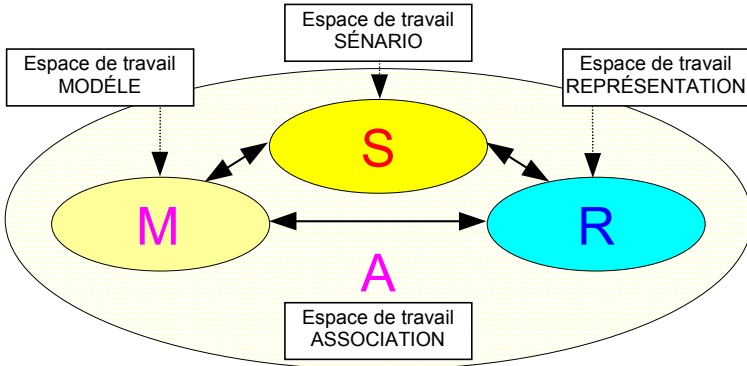 Espace de travail
SÉNARIO
Espace de travail
MODÉLE
Espace de travail
REPRÉSENTATION
S
M
R
A
Espace de travail
ASSOCIATION